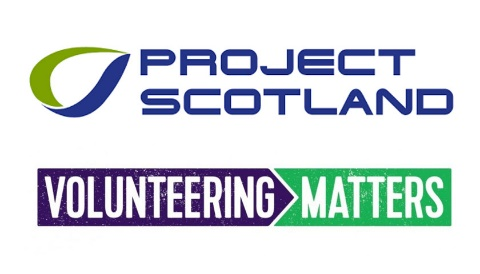 PROJECT
SCOTLAND
VOLUNTEERING MATTERS